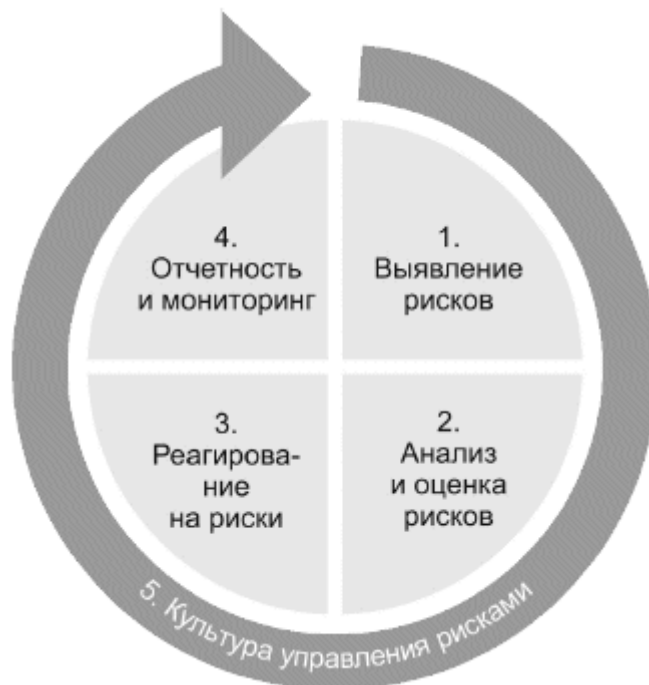 1.
Выявление
рисков
2.
Анализ
и оценка
рисков
3.
Реагирова-
ние
на риски
4.
Отчетность
и мониторинг
5. Культура управления рисками